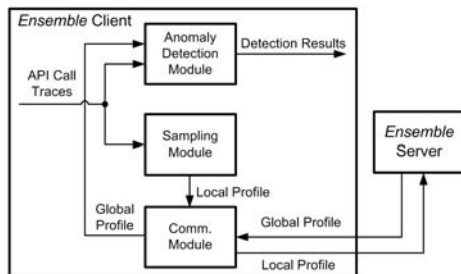 Ensemble Client
Anomaly
Detection
Module
Detection Results
API Call
Traces
Sampling
Module
Ensemble
Server
Local Profile
Global
Profile
Comm.
Module
Global Profile
Local Profile